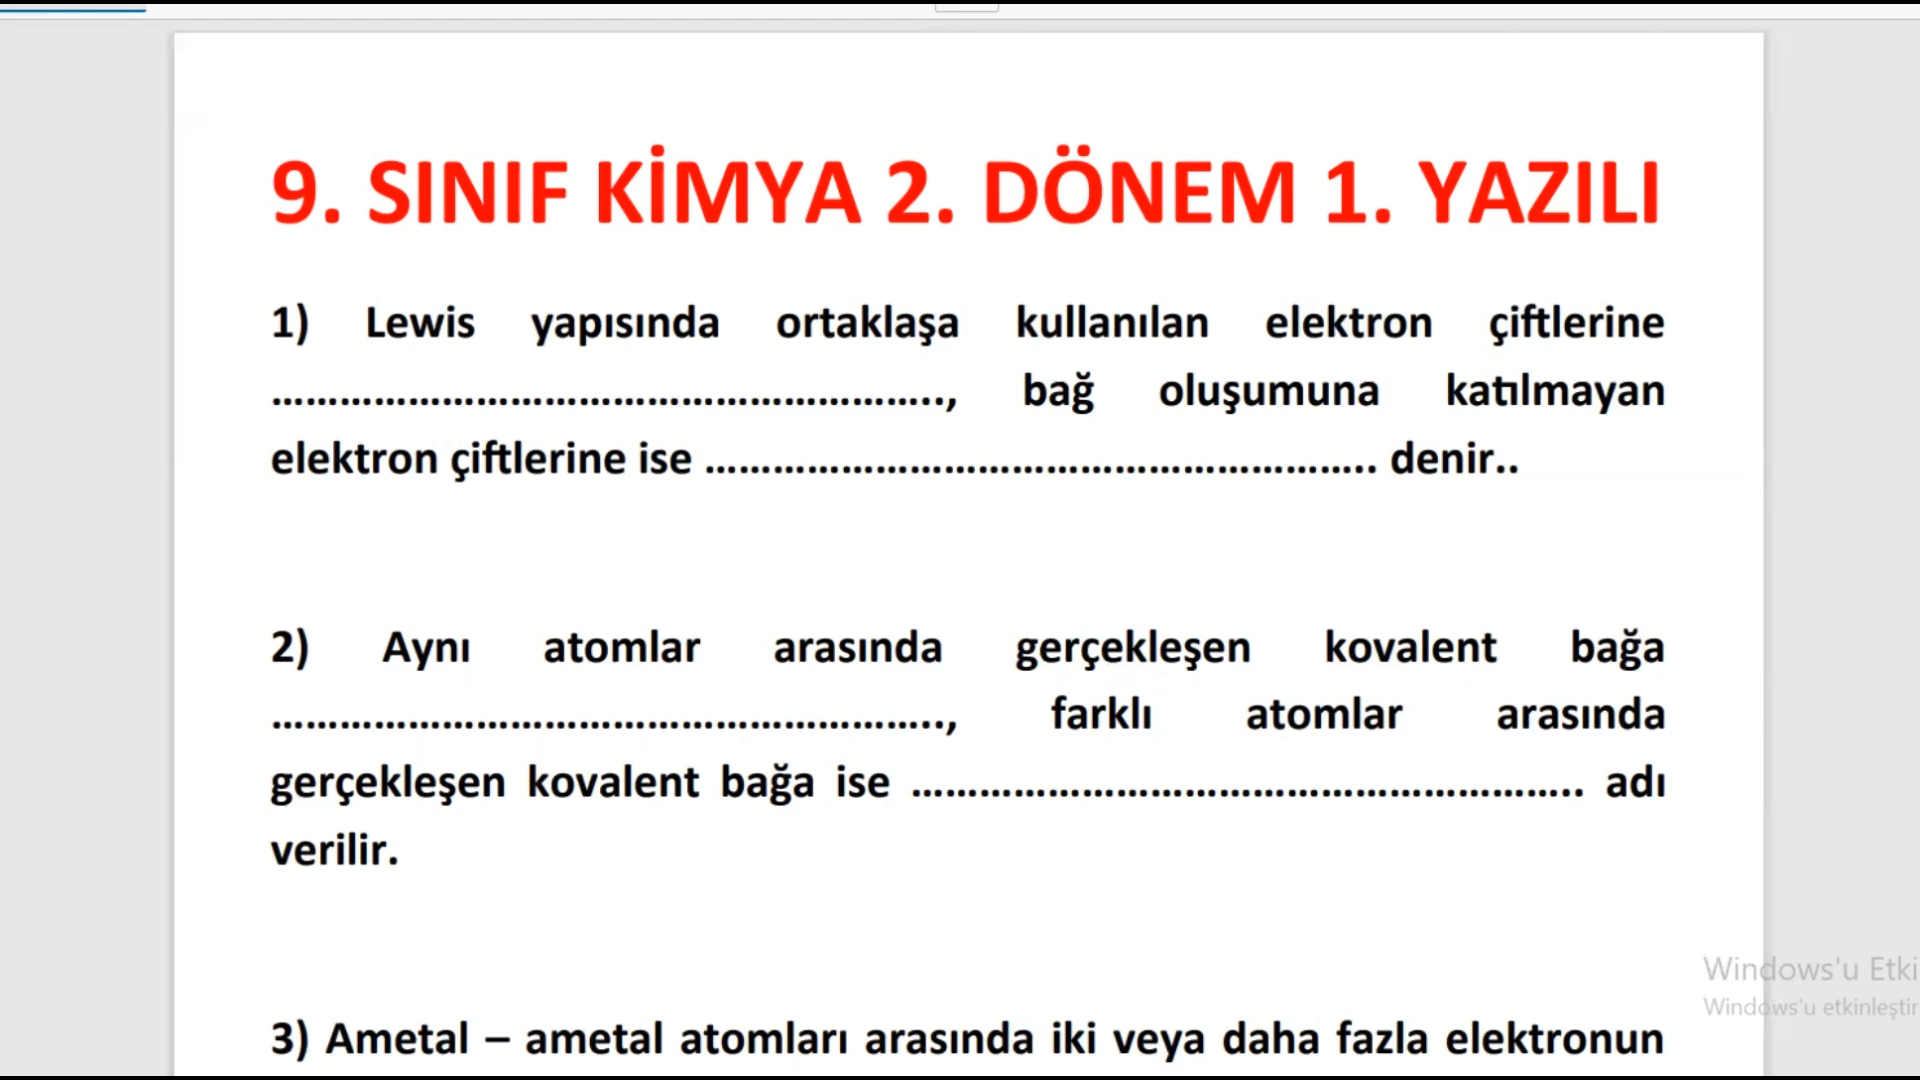 9. SINIF KİMYA 2. DÖNEM 1. YAZILI
1) Lewis yapısında ortaklaşa kullanılan elektron çiftlerine
…………………………………………………….., bağ oluşumuna katılmayan
elektron çiftlerine ise …………………………………………………….. denir..
2) Aynı atomlar arasında gerçekleşen kovalent bağa
…………………………………………………….., farklı atomlar arasında
gerçekleşen kovalent bağa ise …………………………………………………….. adı
verilir.
3) Ametal – ametal atomları arasında iki veya daha fazla elektronun
Windows'u Etki
Windows'u etkinleştir